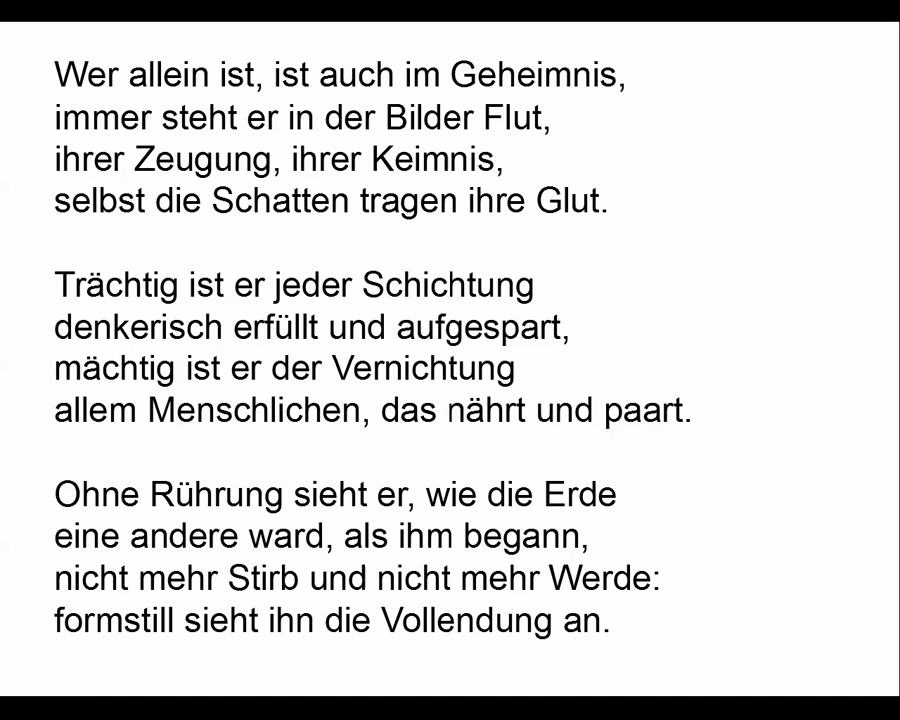 Wer allein ist, ist auch im Geheimnis,
immer steht er in der Bilder Flut,
ihrer Zeugung, ihrer Keimnis,
selbst die Schatten tragen ihre Glut.
Trächtig ist er jeder Schichtung
denkerisch erfüllt und aufgespart,
mächtig ist er der Vernichtung
allem Menschlichen, das nährt und paart.
Ohne Rührung sieht er, wie die Erde
eine andere ward, als ihm begann,
nicht mehr Stirb und nicht mehr Werde:
formstill sieht ihn die Vollendung an.